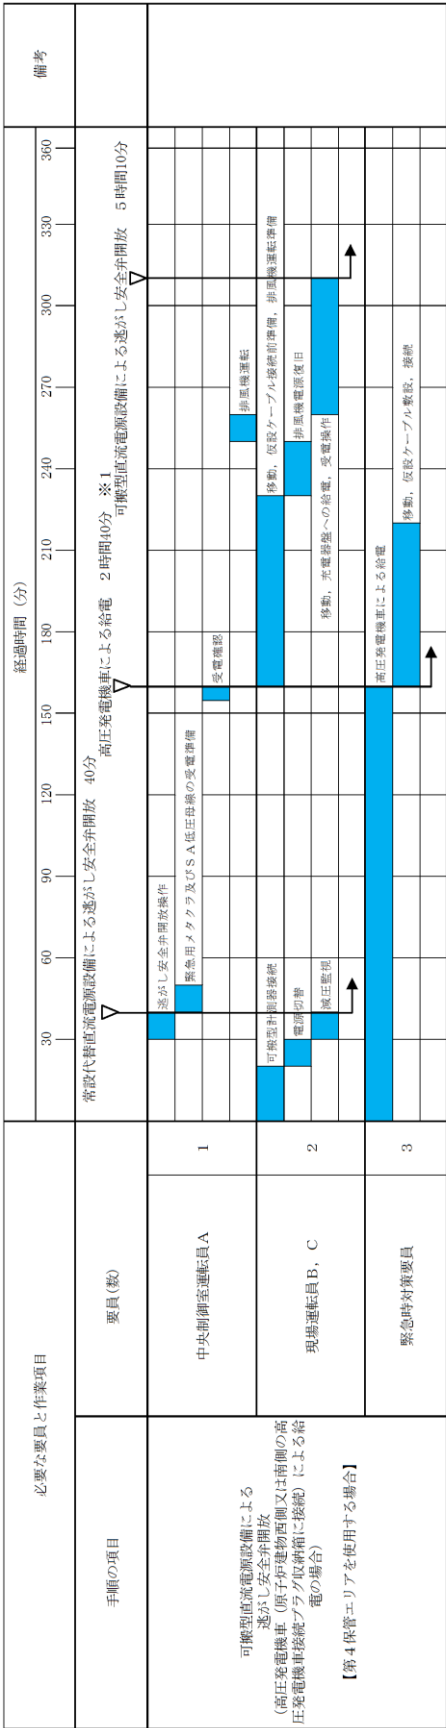 必要な要員と作業項目
経過時間（分）
備考
手順の項目
要員(数)
30
60
90
120
150
180
210
240
270
300
330
360
常設代替直流電源設備による逃がし安全弁開放　40分
高圧発電機車による給電　２時間40分　※１
可搬型直流電源設備による逃がし安全弁開放　５時間10分
可搬型直流電源設備による
逃がし安全弁開放
（高圧発電機車（原子炉建物西側又は南側の高
圧発電機車接続プラグ収納箱に接続）による給
電の場合）
【第４保管エリアを使用する場合】
中央制御室運転員Ａ
1
逃がし安全弁開放操作
緊急用メタクラ及びＳＡ低圧母線の受電準備
受電確認
排風機運転
現場運転員Ｂ，Ｃ
2
可搬型計測器接続
移動，仮設ケーブル接続前準備，排風機運転準備
電源切替
排風機電源復旧
減圧監視
移動，充電器盤への給電，受電操作
緊急時対策要員
3
高圧発電機車による給電
移動，仮設ケーブル敷設，接続